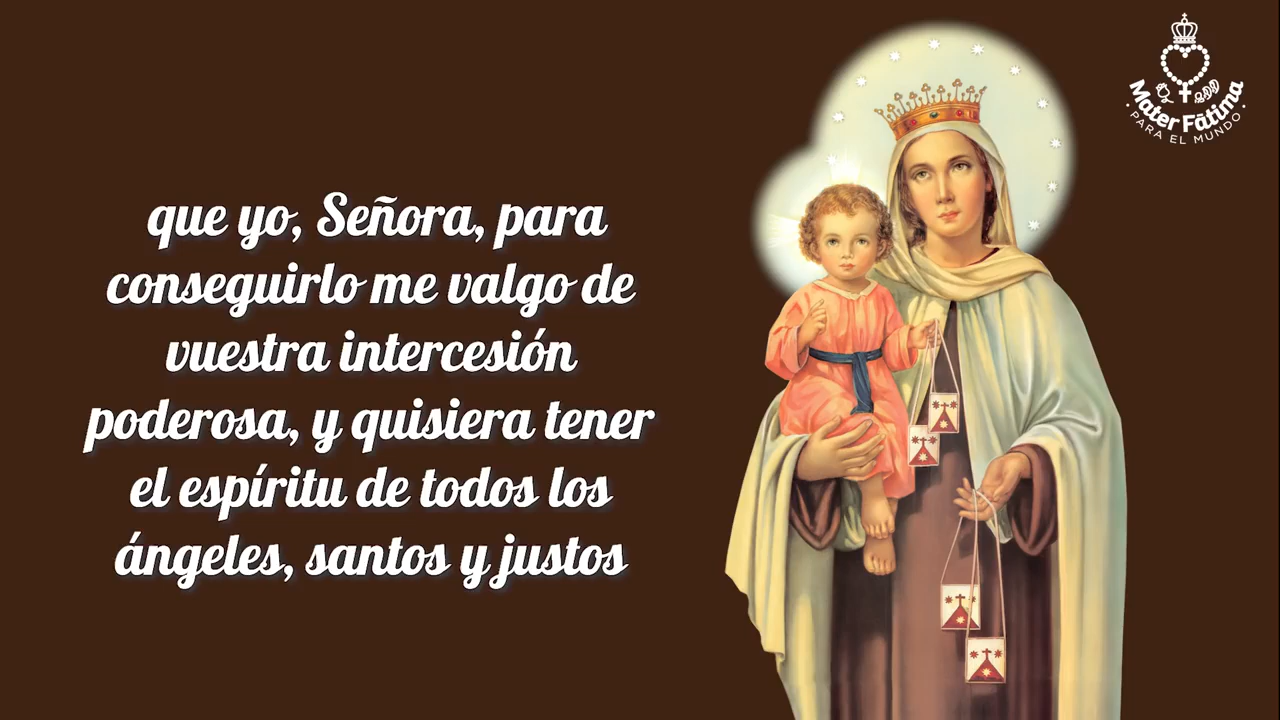 que yo, Señora, para
conseguirlo me valgo de
vuestra intercesión
poderosa, y quisiera tener
el espíritu de todos los
ángeles, santos y justos
Mater Fãtima
· PARA EL MUNDO ·